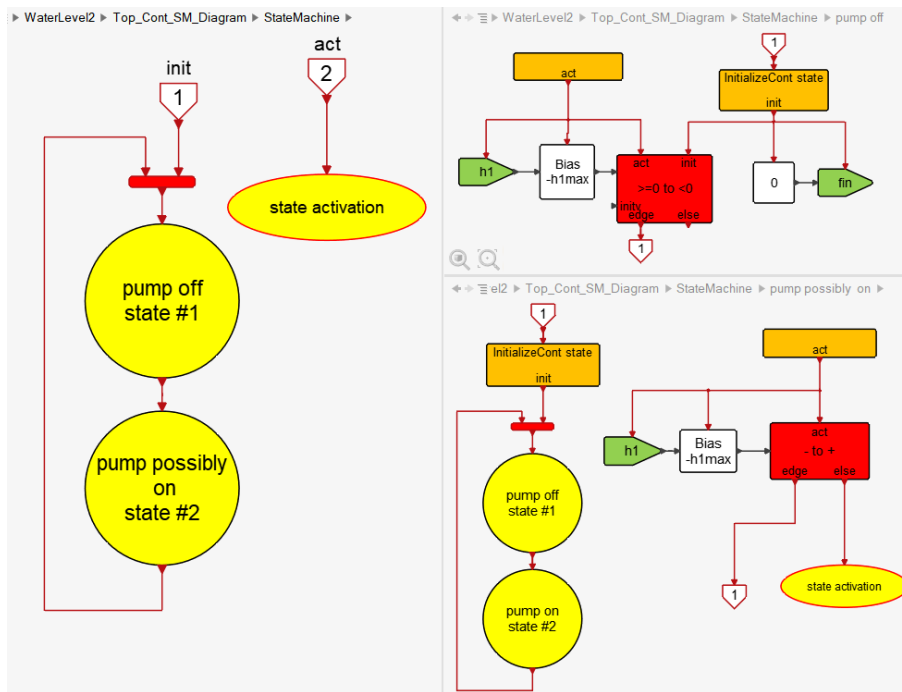 WaterLevel2 ▶ Top_Cont_SM_Diagram ▶ StateMachine ▶
init
1
act
2
state activation
pump off
state #1
pump possibly
on
state #2
WaterLevel2 ▶ Top_Cont_SM_Diagram ▶ StateMachine ▶ pump off
act
1
InitializeCont state
init
h1
Bias
-h1max
act init
>=0 to <0
initv
edge else
1
0
fin
el2 ▶ Top_Cont_SM_Diagram ▶ StateMachine ▶ pump possibly on ▶
1
InitializeCont state
init
pump off
state #1
pump on
state #2
act
h1
Bias
-h1max
act
- to +
edge else
1
state activation